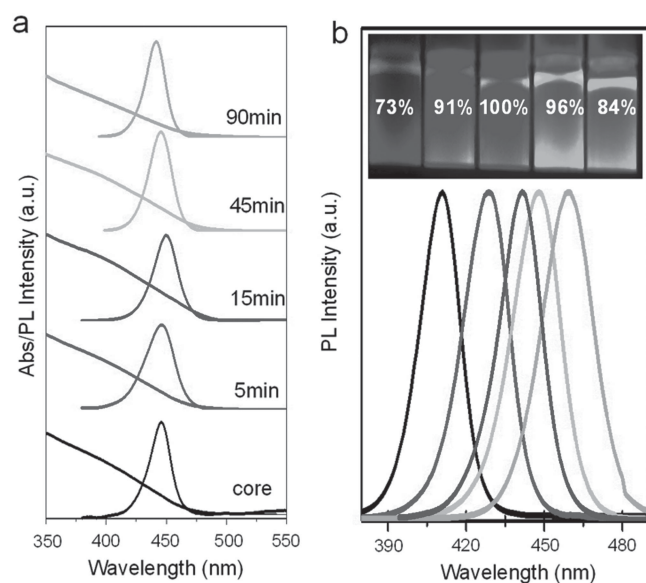 a
Abs/PL Intensity (a.u.)
90min
45min
15min
5min
core
350 400 450 500 550
Wavelength (nm)
b
73% 91% 100% 96% 84%
PL Intensity (a.u.)
390 420 450 480
Wavelength (nm)